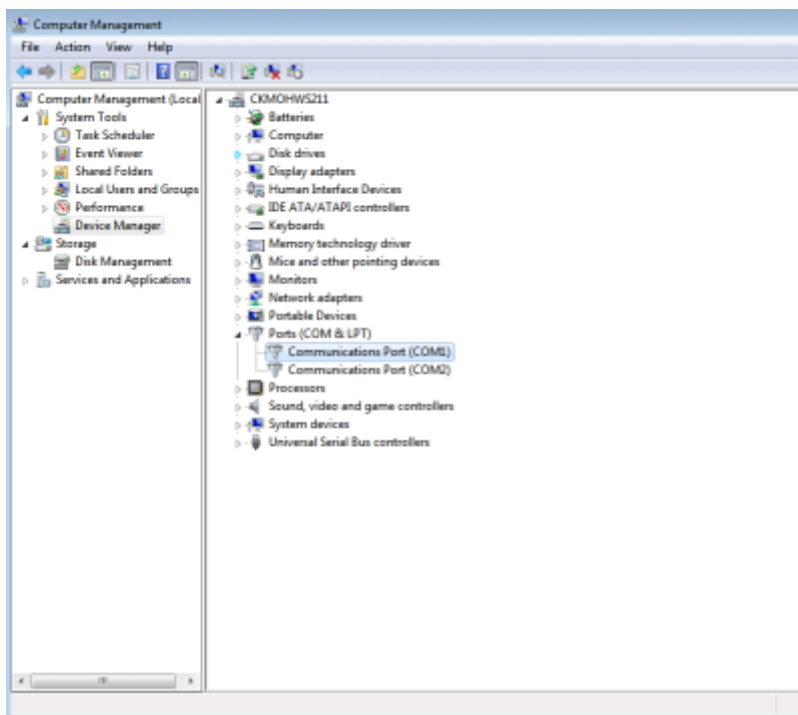 Computer Management
File Action View Help
Computer Management (Local
System Tools
Task Scheduler
Event Viewer
Shared Folders
Local Users and Groups
Performance
Device Manager
Storage
Disk Management
Services and Applications
CKMOHWS211
Batteries
Computer
Disk drives
Display adapters
Human Interface Devices
IDE ATA/ATAPI controllers
Keyboards
Memory technology driver
Mice and other pointing devices
Monitors
Network adapters
Portable Devices
Ports (COM & LPT)
Communications Port (COM1)
Communications Port (COM2)
Processors
Sound, video and game controllers
System devices
Universal Serial Bus controllers